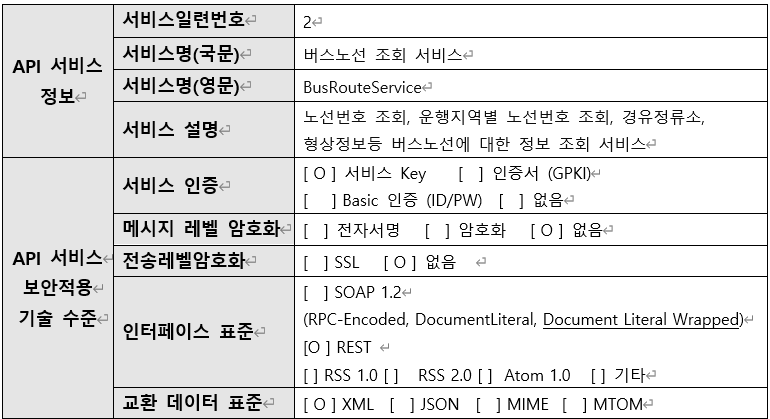 API 서비스
정보
서비스일련번호
2
서비스명(국문)
버스노선 조회 서비스
서비스명(영문)
BusRouteService
서비스 설명
노선번호 조회, 운행지역별 노선번호 조회, 경유정류소,
형상정보등 버스노선에 대한 정보 조회 서비스
API 서비스
보안적용
기술 수준
서비스 인증
[ O ] 서비스 Key [ ] 인증서 (GPKI)
[ ] Basic 인증 (ID/PW) [ ] 없음
메시지 레벨 암호화
[ ] 전자서명 [ ] 암호화 [ O ] 없음
전송레벨암호화
[ ] SSL [ O ] 없음
인터페이스 표준
[ ] SOAP 1.2
(RPC-Encoded, DocumentLiteral, Document Literal Wrapped)
[O ] REST
[ ] RSS 1.0 [ ] RSS 2.0 [ ] Atom 1.0 [ ] 기타
교환 데이터 표준
[ O ] XML [ ] JSON [ ] MIME [ ] MTOM